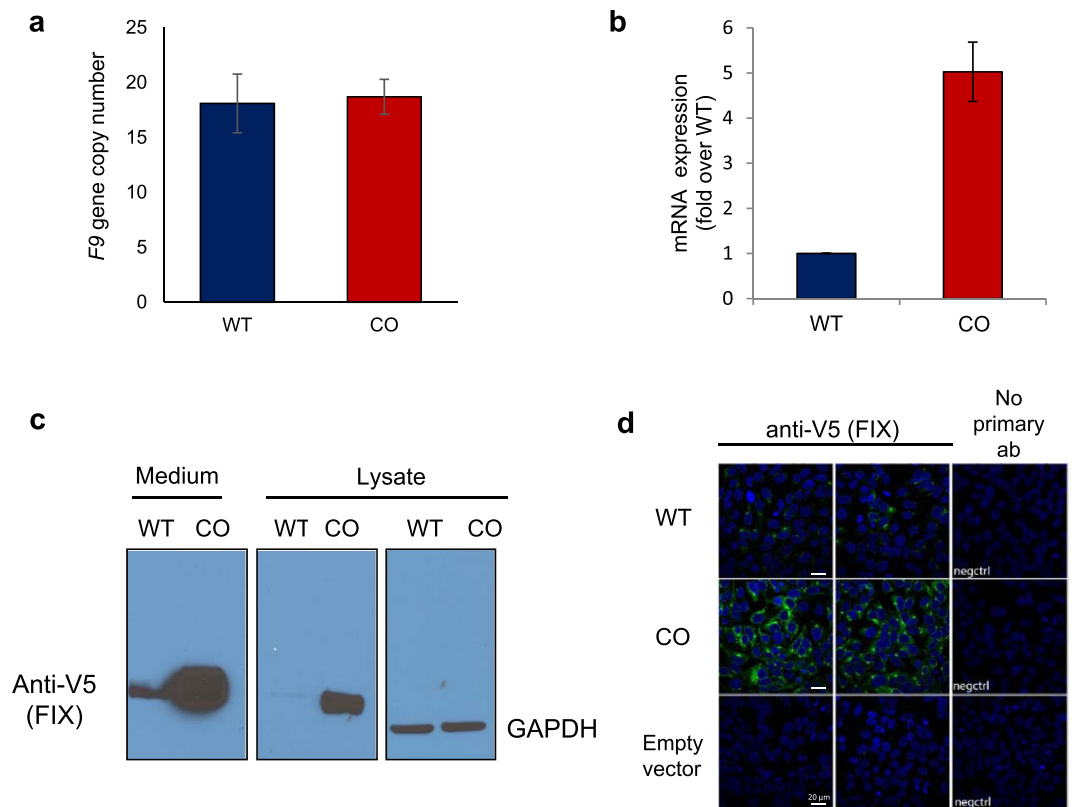 a
25
20
15
10
5
0
F9 gene copy number
WT
CO
b
6
5
4
3
2
1
0
mRNA expression
(fold over WT)
WT
CO
c
Medium
Lysate
WT CO
WT CO
WT CO
Anti-V5
(FIX)
GAPDH
d
anti-V5 (FIX)
No
primary
ab
WT
negctrl
CO
negctrl
Empty
vector
20 µm
negctrl